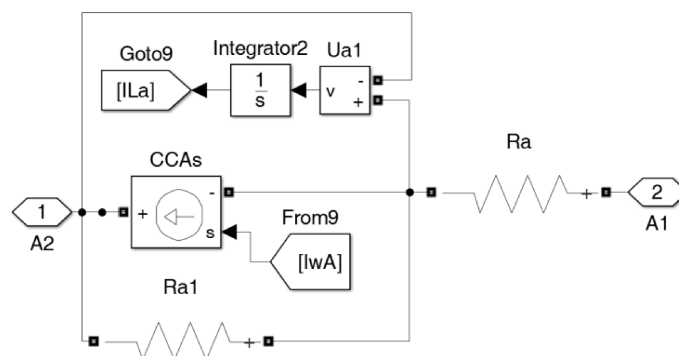 Goto9
Integrator2
Ua1
[ILa]
1
s
v
-
+
CCAs
Ra
+
-
s
+
1
A2
From9
[IwA]
2
A1
Ra1
+